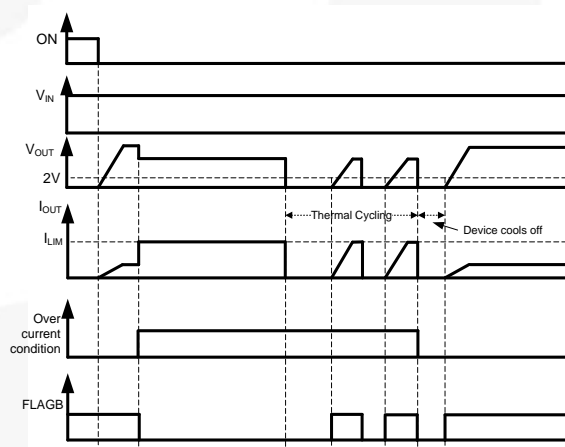 ON
VIN
VOUT
2V
IOUT
Thermal Cycling
Device cools off
ILIM
Over
current
condition
FLAGB